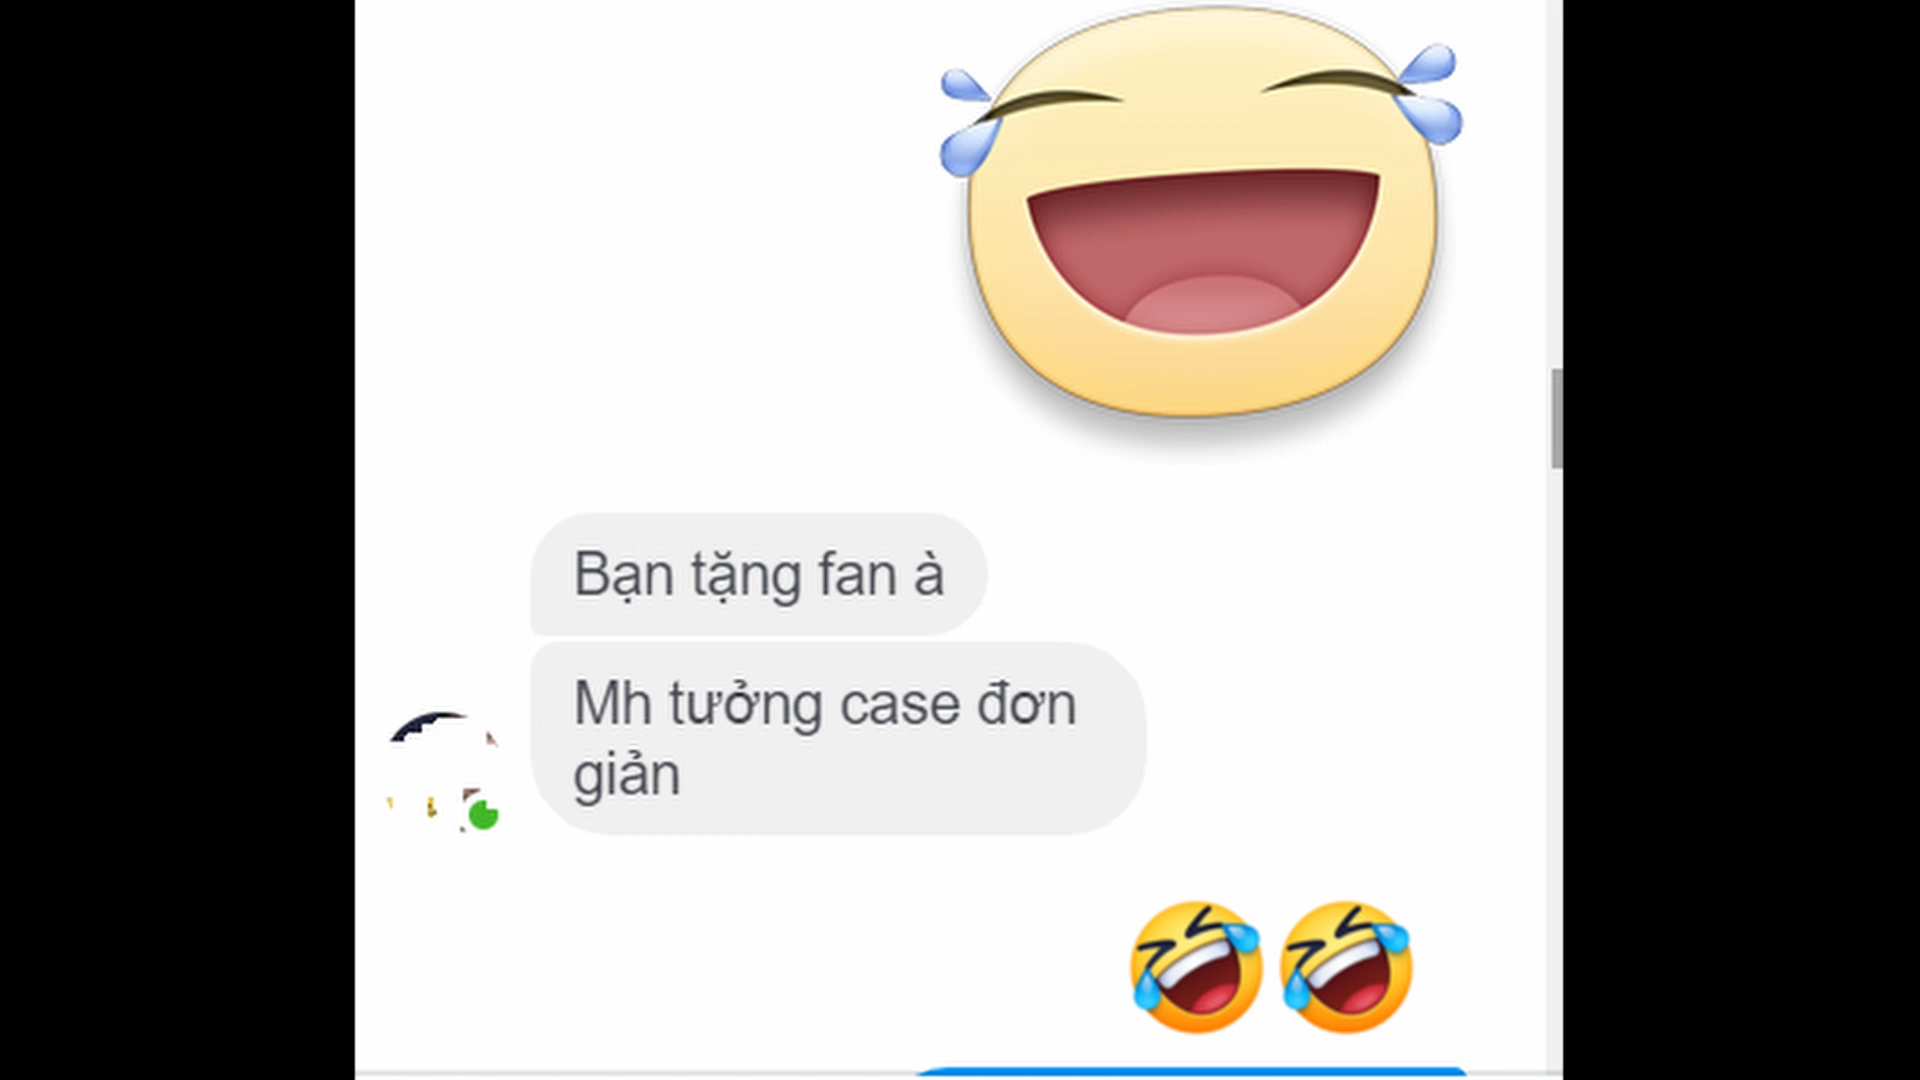 Bạn tặng fan à
Mh tưởng case đơn
giản